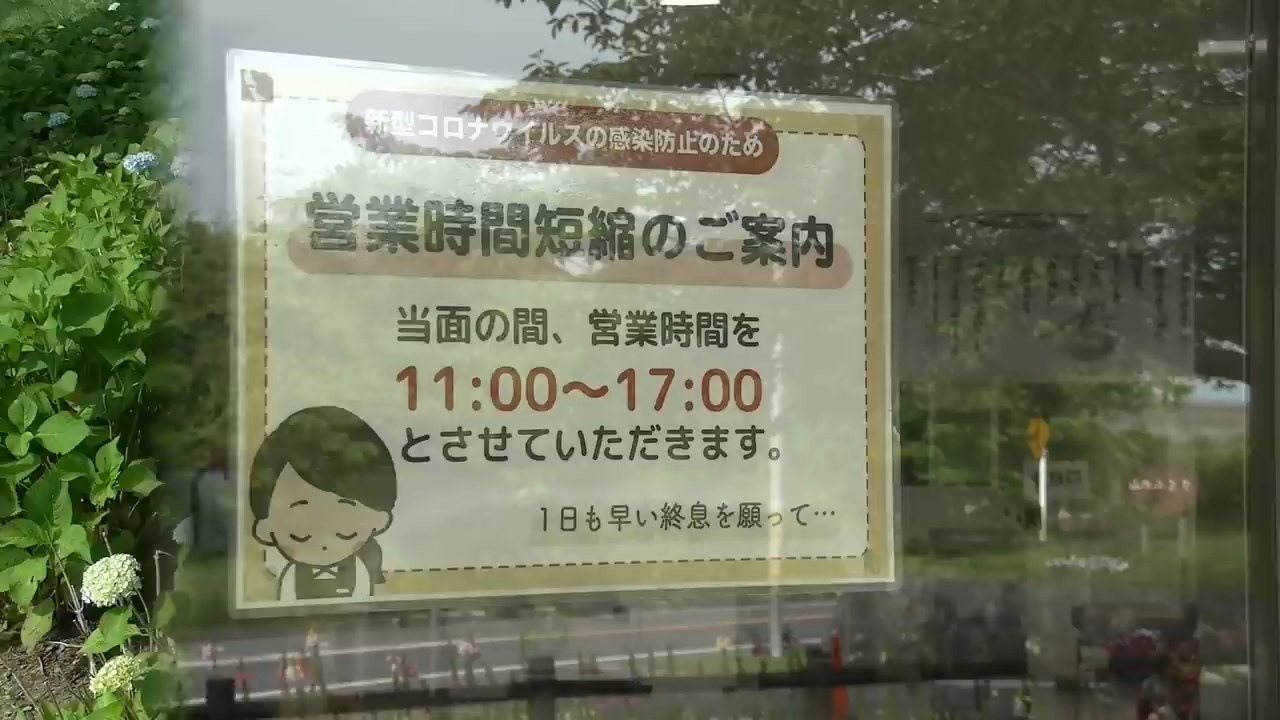 新型コロナウイルスの感染防止のため
営業時間短縮のご案内
当面の間、営業時間を
11:00～17:00
とさせていただきます。
1日も早い終息を願って…